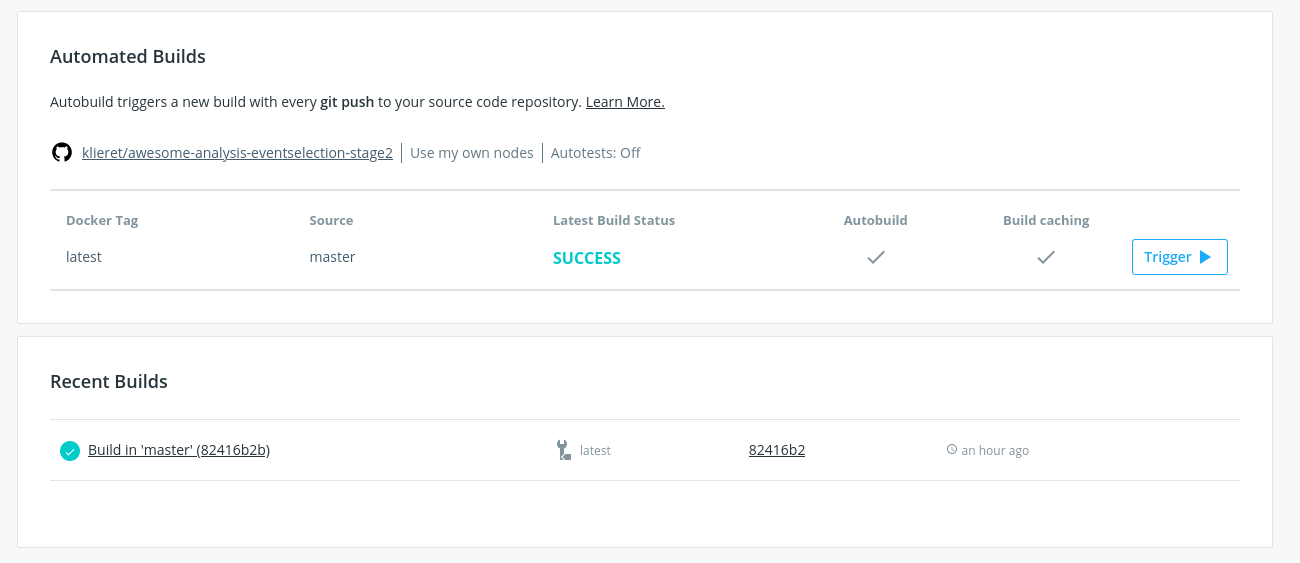 Automated Builds
Autobuild triggers a new build with every git push to your source code repository. Learn More.
klieret/awesome-analysis-eventselection-stage2 Use my own nodes Autotests: Off
Docker Tag Source Latest Build Status Autobuild Build caching
latest master SUCCESS Trigger
Recent Builds
Build in 'master' (82416b2b) latest 82416b2 an hour ago